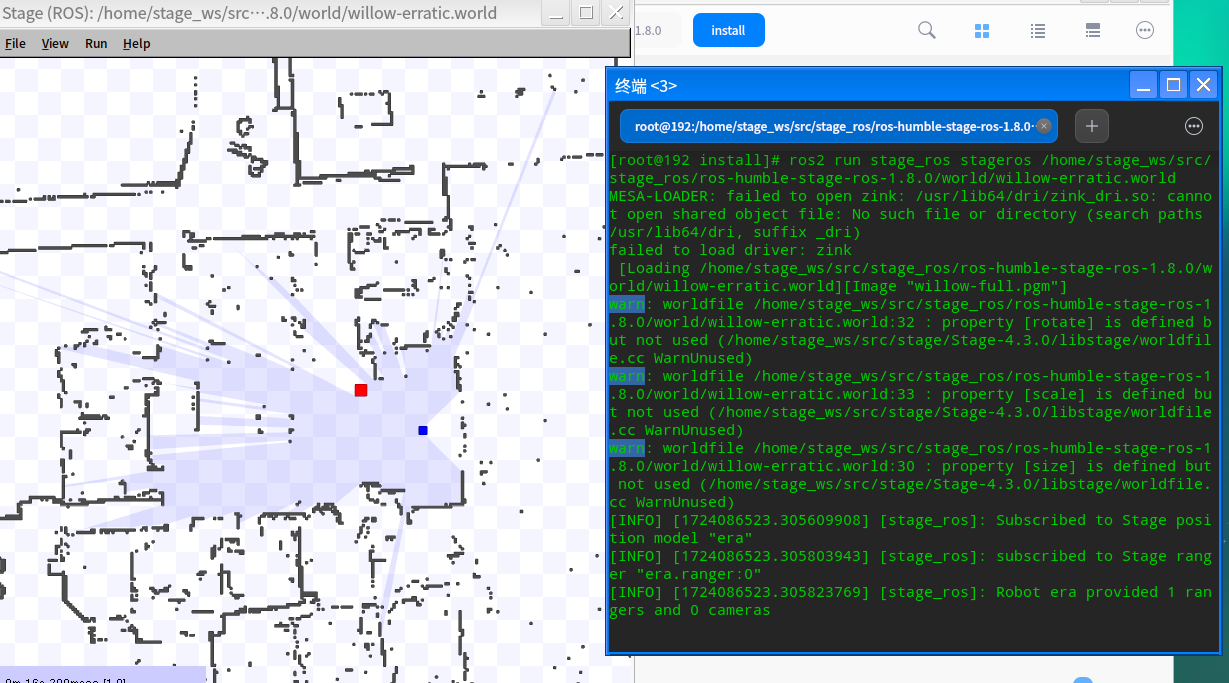 Stage (ROS): /home/stage_ws/src⋯.8.0/world/willow-erratic.world
File View Run Help
1.8.0
install
终端 <3>
root@192:/home/stage_ws/src/stage_ros/ros-humble-stage-ros-1.8.0-
[root@192 install]# ros2 run stage_ros stageros /home/stage_ws/src/
stage_ros/ros-humble-stage-ros-1.8.0/world/willow-erratic.world
MESA-LOADER: failed to open zink: /usr/lib64/dri/zink_dri.so: canno
t open shared object file: No such file or directory (search paths
/usr/lib64/dri, suffix _dri)
failed to load driver: zink
[Loading /home/stage_ws/src/stage_ros/ros-humble-stage-ros-1.8.0/w
orld/willow-erratic.world][Image "willow-full.pgm"]
warn: worldfile /home/stage_ws/src/stage_ros/ros-humble-stage-ros-1
.8.0/world/willow-erratic.world:32 : property [rotate] is defined b
ut not used (/home/stage_ws/src/stage/Stage-4.3.0/libstage/worldfil
e.cc WarnUnused)
warn: worldfile /home/stage_ws/src/stage_ros/ros-humble-stage-ros-1
.8.0/world/willow-erratic.world:33 : property [scale] is defined bu
t not used (/home/stage_ws/src/stage/Stage-4.3.0/libstage/worldfile
.cc WarnUnused)
warn: worldfile /home/stage_ws/src/stage_ros/ros-humble-stage-ros-1
.8.0/world/willow-erratic.world:30 : property [size] is defined but
not used (/home/stage_ws/src/stage/Stage-4.3.0/libstage/worldfile.
cc WarnUnused)
[INFO] [1724086523.305609908] [stage_ros]: Subscribed to Stage posi
tion model "era"
[INFO] [1724086523.305803943] [stage_ros]: subscribed to Stage rang
er "era.ranger:0"
[INFO] [1724086523.305823769] [stage_ros]: Robot era provided 1 ran
gers and 0 cameras